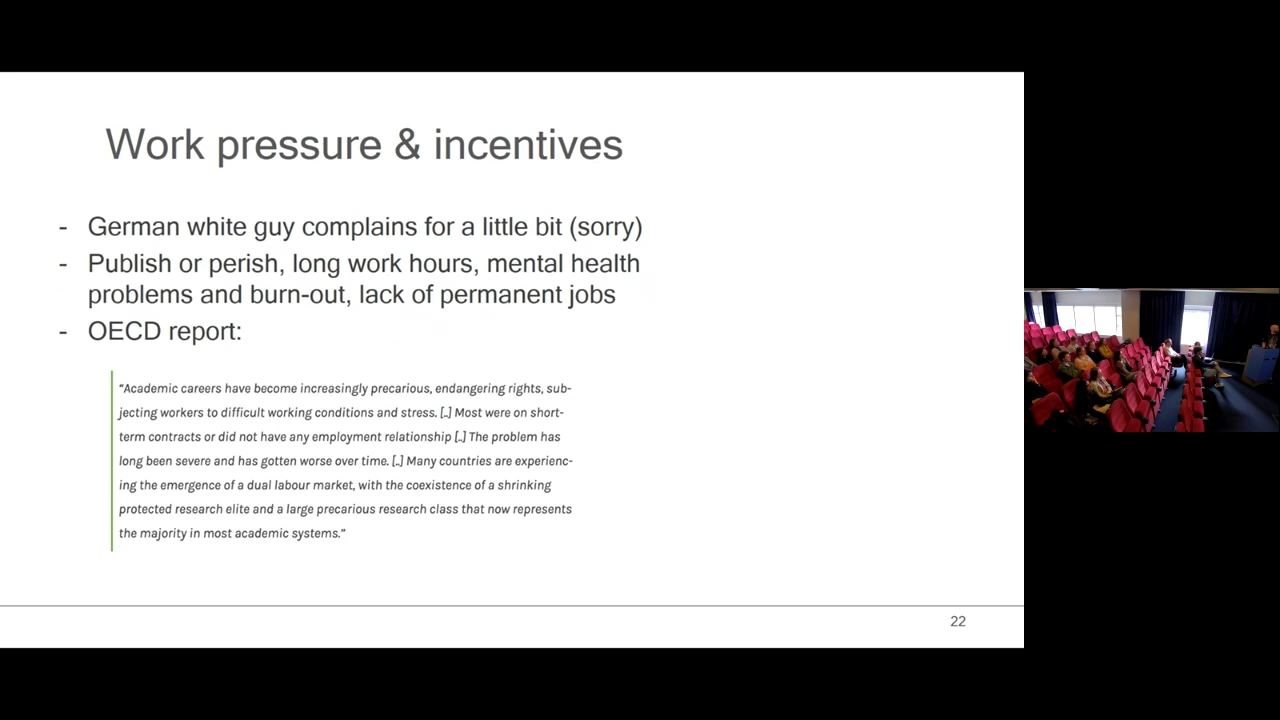 Work pressure & incentives
- German white guy complains for a little bit (sorry)
- Publish or perish, long work hours, mental health
problems and burn-out, lack of permanent jobs
- OECD report:
“Academic careers have become increasingly precarious, endangering rights, sub-
jecting workers to difficult working conditions and stress. [..] Most were on short-
term contracts or did not have any employment relationship [..] The problem has
long been severe and has gotten worse over time. [..] Many countries are experienc-
ing the emergence of a dual labour market, with the coexistence of a shrinking
protected research elite and a large precarious research class that now represents
the majority in most academic systems.”
22